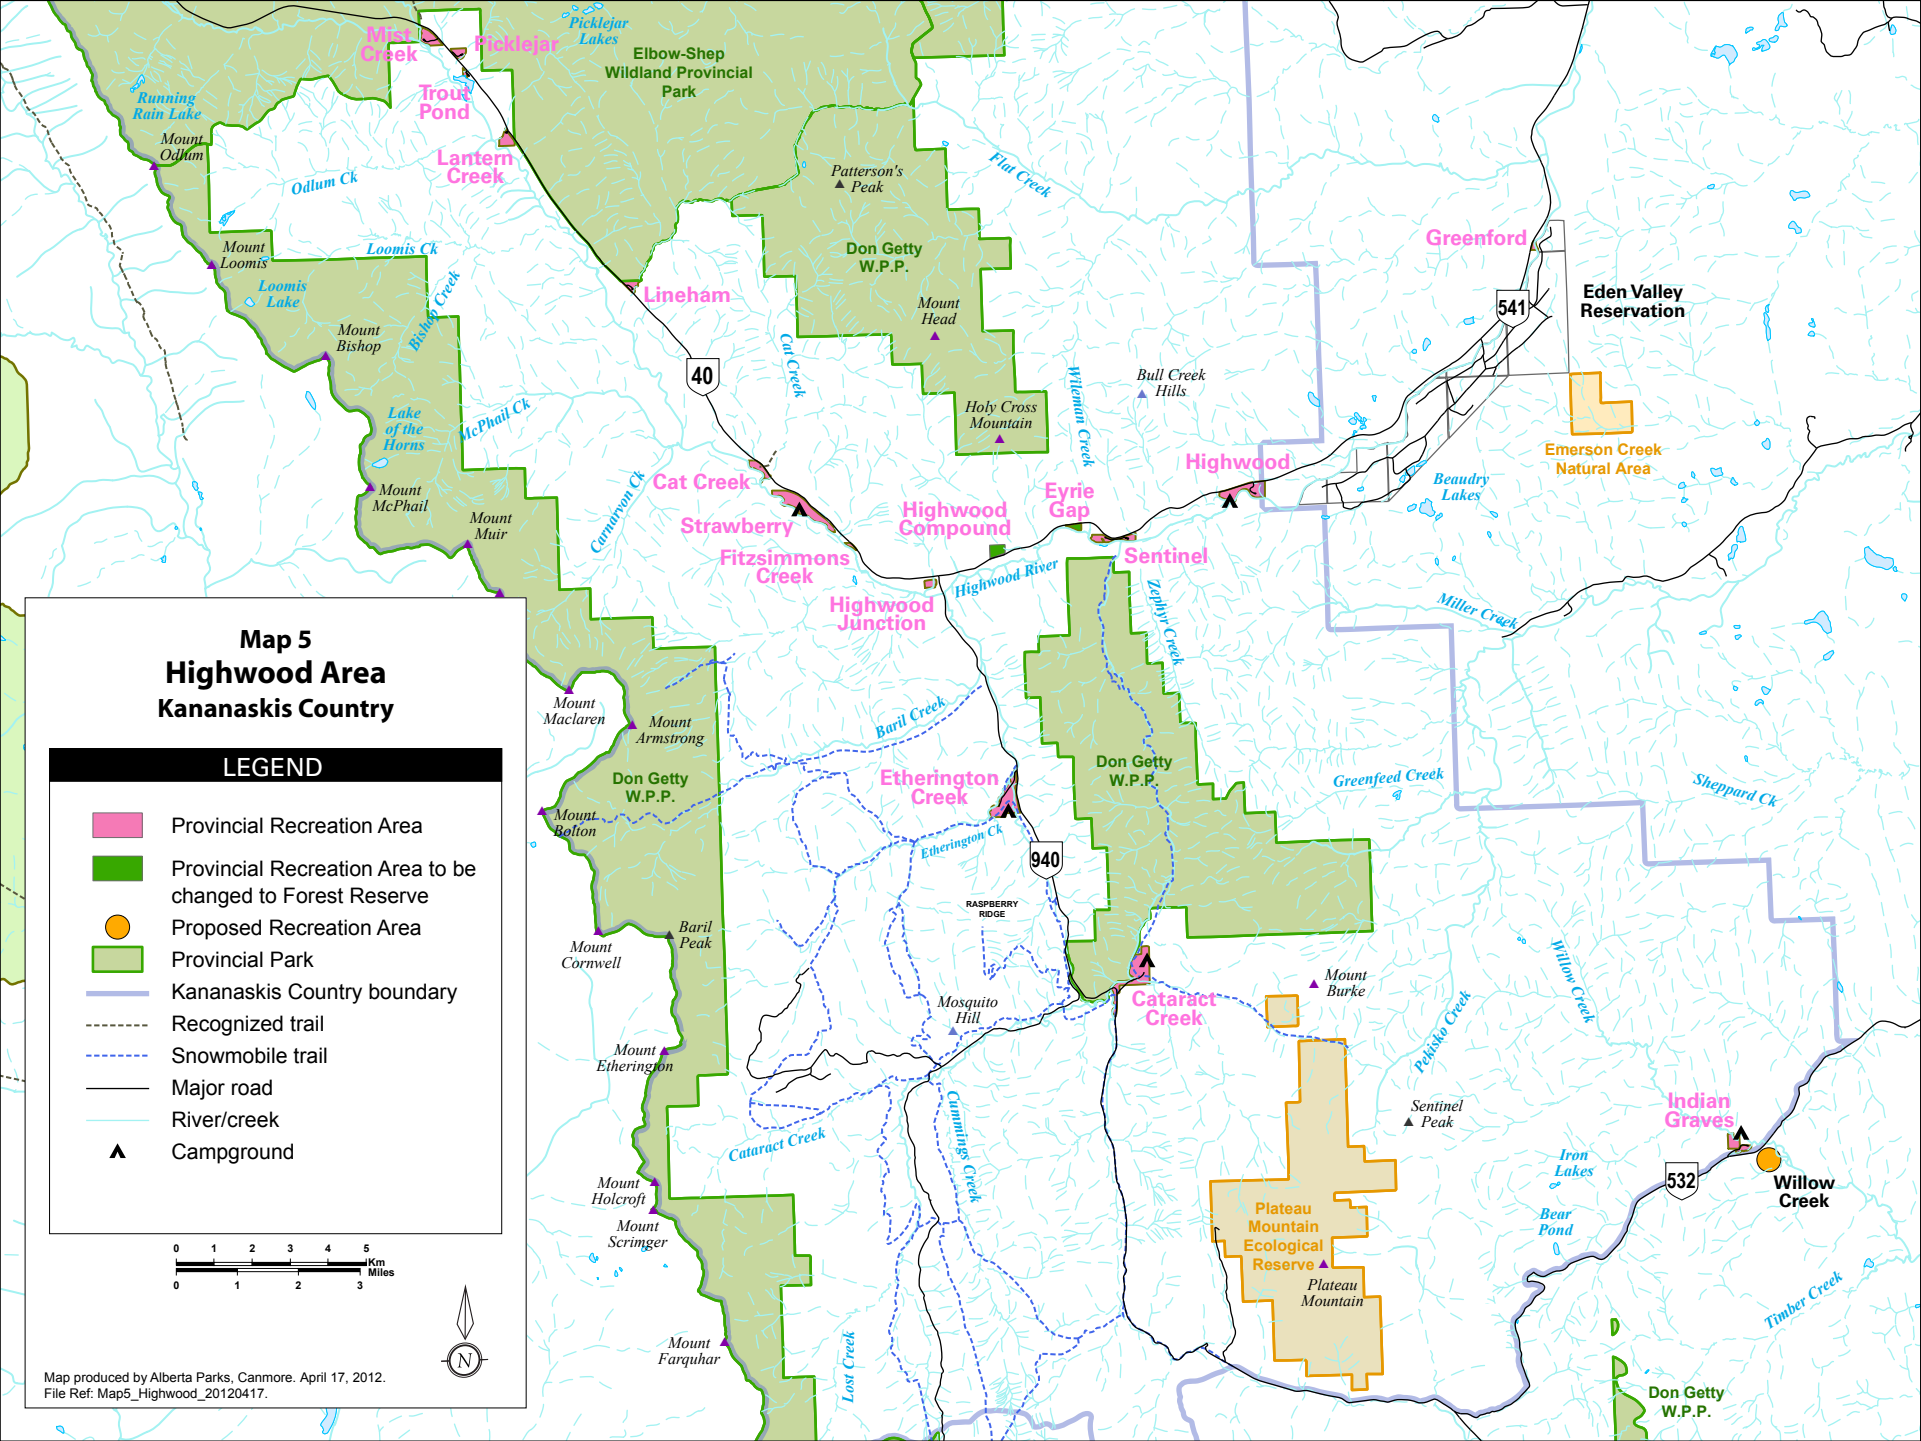 Mist
Creek
Picklejar
Picklejar
Lakes
Elbow-Shep
Wildland Provincial
Park
Running
Rain Lake
Trout
Pond
Mount
Odlum
Lantern
Creek
Odlum Ck
Patterson's
Peak
Flat Creek
Mount
Loomis
Loomis Ck
Don Getty
W.P.P.
Greenford
Loomis
Lake
Bishop Creek
Lineham
Mount
Head
541
Eden Valley
Reservation
Mount
Bishop
Cat Creek
40
Wileman Creek
Bull Creek
Hills
Lake
of the
Horns
McPhail Ck
Holy Cross
Mountain
Emerson Creek
Natural Area
Mount
McPhail
Carnarvon Ck
Cat Creek
Strawberry
Highwood
Compound
Eyrie
Gap
Highwood
Beaudry
Lakes
Mount
Muir
Fitzsimmons
Creek
Highwood River
Sentinel
Highwood
Junction
Zephyr Creek
Miller Creek
Map 5
Highwood Area
Kananaskis Country
LEGEND
Provincial Recreation Area
Provincial Recreation Area to be
changed to Forest Reserve
Proposed Recreation Area
Provincial Park
Kananaskis Country boundary
Recognized trail
Snowmobile trail
Major road
River/creek
Campground
0 1 2 3 4 5
Km
Miles
0 1 2 3
N
Map produced by Alberta Parks, Canmore. April 17, 2012.
File Ref: Map5_Highwood_20120417.
Mount
Maclaren
Mount
Armstrong
Baril Creek
Don Getty
W.P.P.
Etherington
Creek
Don Getty
W.P.P.
Greenfeed Creek
Sheppard Ck
Mount
Bolton
Etherington Ck
940
RASPBERRY
RIDGE
Baril
Peak
Mount
Cornwell
Mosquito
Hill
Cataract
Creek
Mount
Burke
Willow Creek
Pekisko Creek
Mount
Etherington
Cataract Creek
Cummings Creek
Sentinel
Peak
Indian
Graves
Iron
Lakes
532
Willow
Creek
Mount
Holcroft
Mount
Scrimger
Plateau
Mountain
Ecological
Reserve
Plateau
Mountain
Bear
Pond
Timber Creek
Mount
Farquhar
Lost Creek
Don Getty
W.P.P.